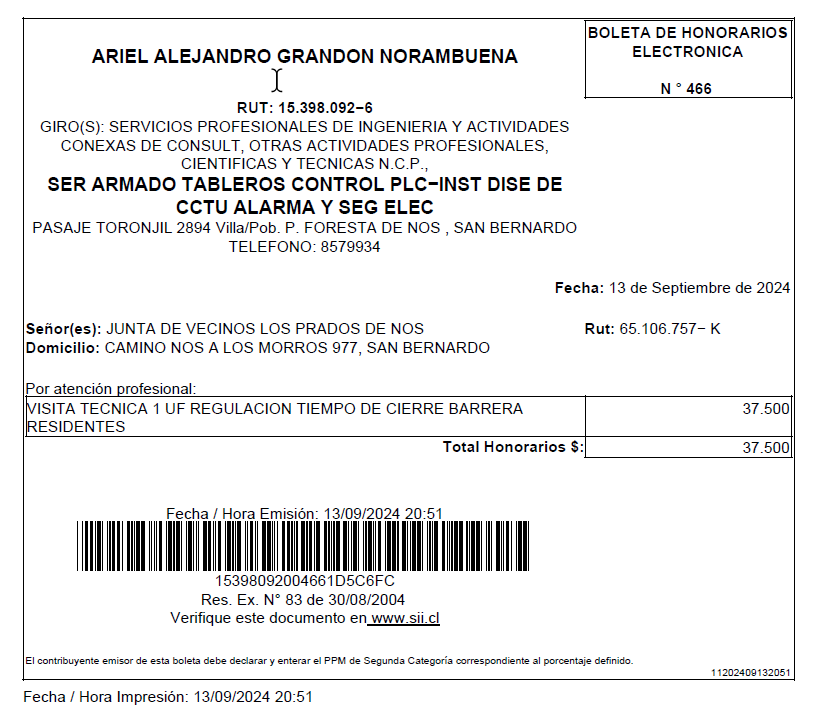 BOLETA DE HONORARIOS
ELECTRONICA
N ° 466
ARIEL ALEJANDRO GRANDON NORAMBUENA
RUT: 15.398.092−6
GIRO(S): SERVICIOS PROFESIONALES DE INGENIERIA Y ACTIVIDADES
CONEXAS DE CONSULT, OTRAS ACTIVIDADES PROFESIONALES,
CIENTIFICAS Y TECNICAS N.C.P.,
SER ARMADO TABLEROS CONTROL PLC−INST DISE DE
CCTU ALARMA Y SEG ELEC
PASAJE TORONJIL 2894 Villa/Pob. P. FORESTA DE NOS , SAN BERNARDO
TELEFONO: 8579934
Fecha: 13 de Septiembre de 2024
Señor(es): JUNTA DE VECINOS LOS PRADOS DE NOS Rut: 65.106.757− K
Domicilio: CAMINO NOS A LOS MORROS 977, SAN BERNARDO
Por atención profesional:
VISITA TECNICA 1 UF REGULACION TIEMPO DE CIERRE BARRERA 37.500
RESIDENTES
Total Honorarios $: 37.500
Fecha / Hora Emisión: 13/09/2024 20:51
15398092004661D5C6FC
Res. Ex. N° 83 de 30/08/2004
Verifique este documento en www.sii.cl
El contribuyente emisor de esta boleta debe declarar y enterar el PPM de Segunda Categoría correspondiente al porcentaje definido.
11202409132051
Fecha / Hora Impresión: 13/09/2024 20:51